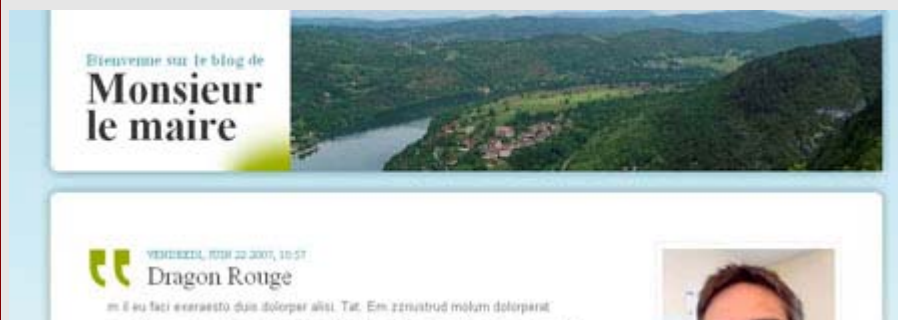 Bienvenue sur le blog de
Monsieur
le maire
VENDREDI, JUIN 22 2007, 10:57
Dragon Rouge
m il eu faci exeraesto duis dolorper alisi. Tat. Em zzriustrud molum dolorperat